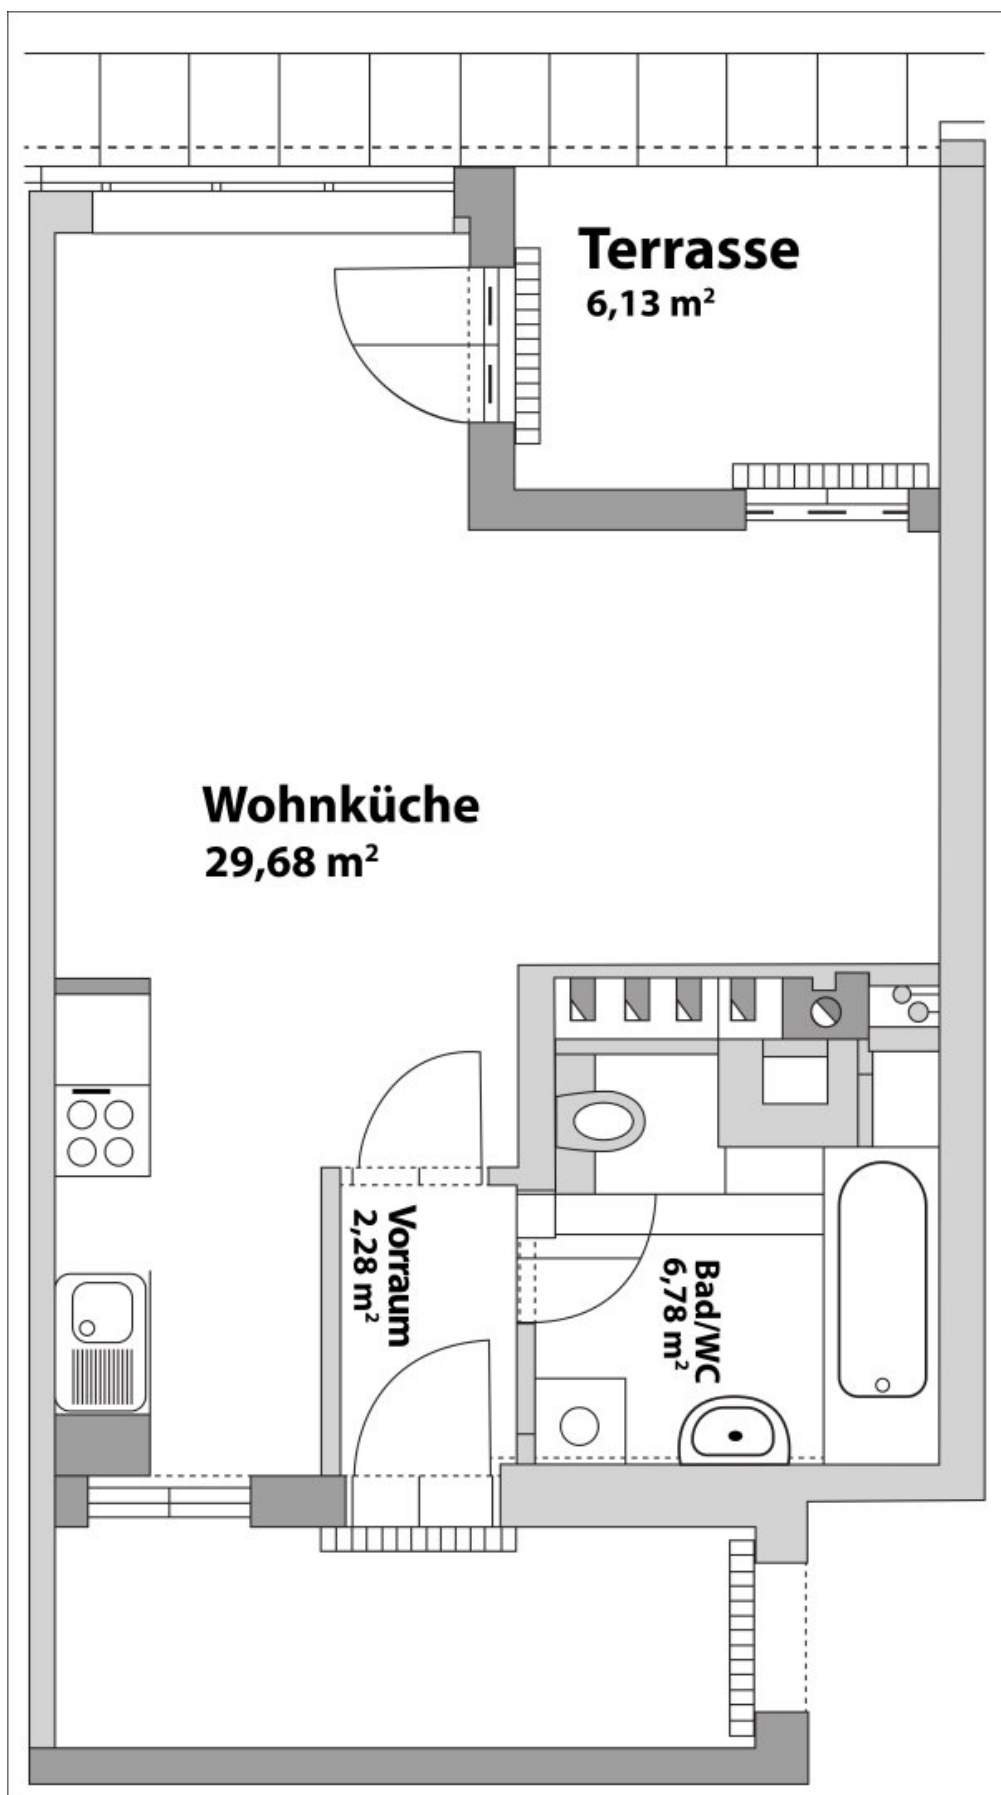 Terrasse
6,13 m²
Wohnküche
29,68 m²
Vorraum
2,28 m²
Bad/WC
6,78 m²